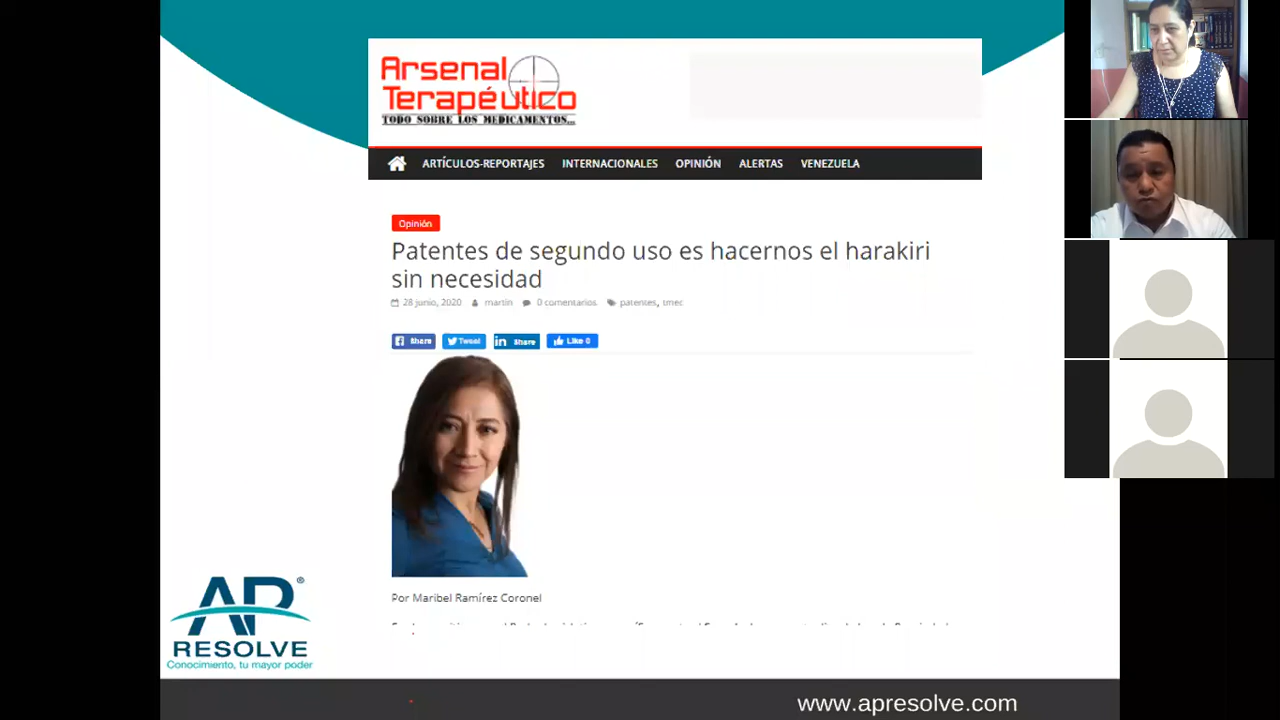 Arsenal
Terapéutico
TODO SOBRE LOS MEDICAMENTOS...
ARTÍCULOS-REPORTAJES INTERNACIONALES OPINIÓN ALERTAS VENEZUELA
Opinión
Patentes de segundo uso es hacernos el harakiri
sin necesidad
28 junio, 2020 martin 0 comentarios patentes, tmec
Share Tweet Share Like 0
Por Maribel Ramírez Coronel
AP®
RESOLVE
Conocimiento, tu mayor poder
www.apresolve.com